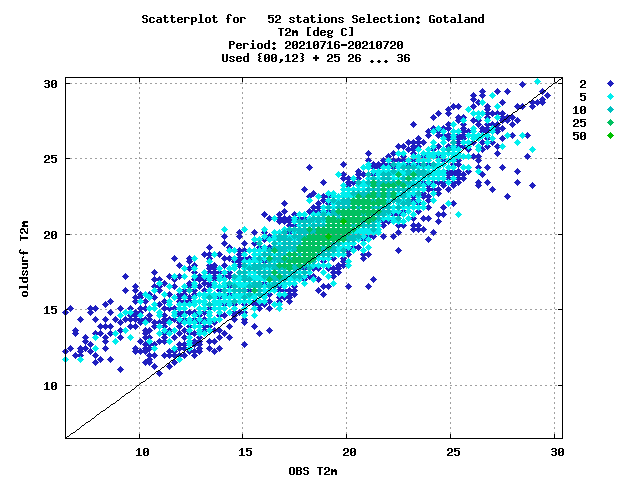 Scatterplot for   52 stations Selection: Gotaland
T2m [deg C]
Period: 20210716-20210720
Used {00,12} + 25 26 ... 36
30
25
20
15
10
oldsurf T2m
10 15 20 25 30
OBS T2m
2
5
10
25
50